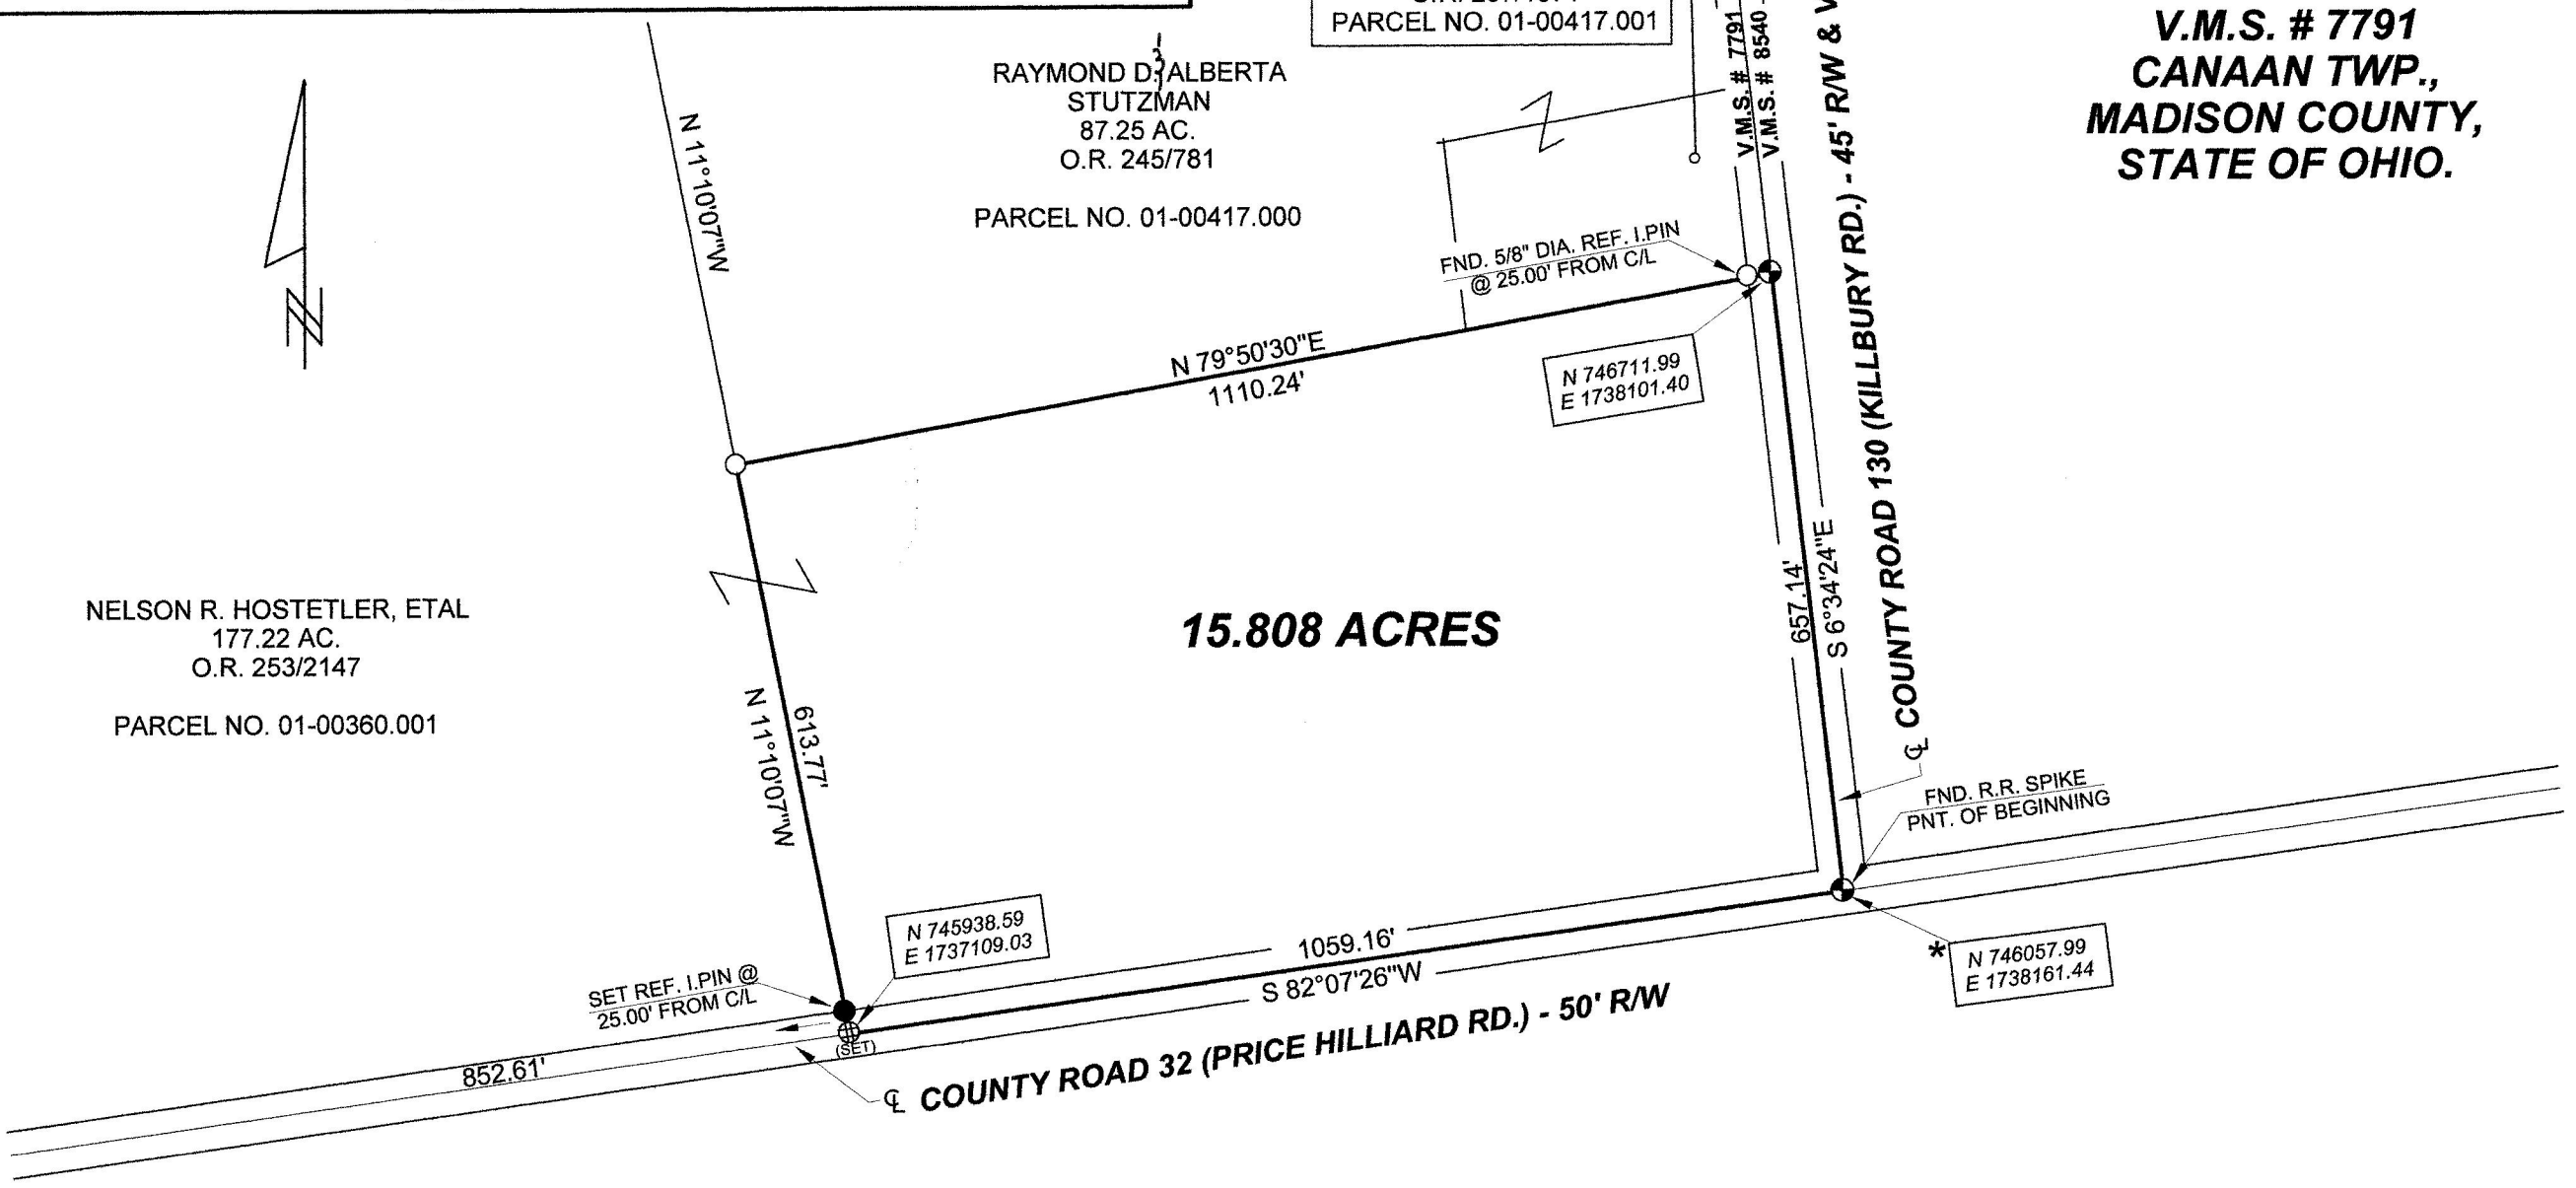 PARCEL NO. 01-00417.001
V.M.S. # 7791
V.M.S. # 8540
V.M.S. # 7791
CANAAN TWP.,
MADISON COUNTY,
STATE OF OHIO.
RAYMOND D. ALBERTA
STUTZMAN
87.25 AC.
O.R. 245/781
PARCEL NO. 01-00417.000
N
N 11°10'07"W
FND. 5/8" DIA. REF. I.PIN
@ 25.00' FROM C/L
N 79°50'30"E
1110.24'
N 746711.99
E 1738101.40
COUNTY ROAD 130 (KILLBURY RD.) - 45' R/W &
657.14'
S 6°34'24"E
NELSON R. HOSTETLER, ETAL
177.22 AC.
O.R. 253/2147
PARCEL NO. 01-00360.001
15.808 ACRES
613.77'
N 11°10'07"W
FND. R.R. SPIKE
PNT. OF BEGINNING
N 745938.59
E 1737109.03
1059.16'
S 82°07'26"W
* N 746057.99
E 1738161.44
SET REF. I.PIN @
25.00' FROM C/L
(SET)
852.61'
℄ COUNTY ROAD 32 (PRICE HILLIARD RD.) - 50' R/W